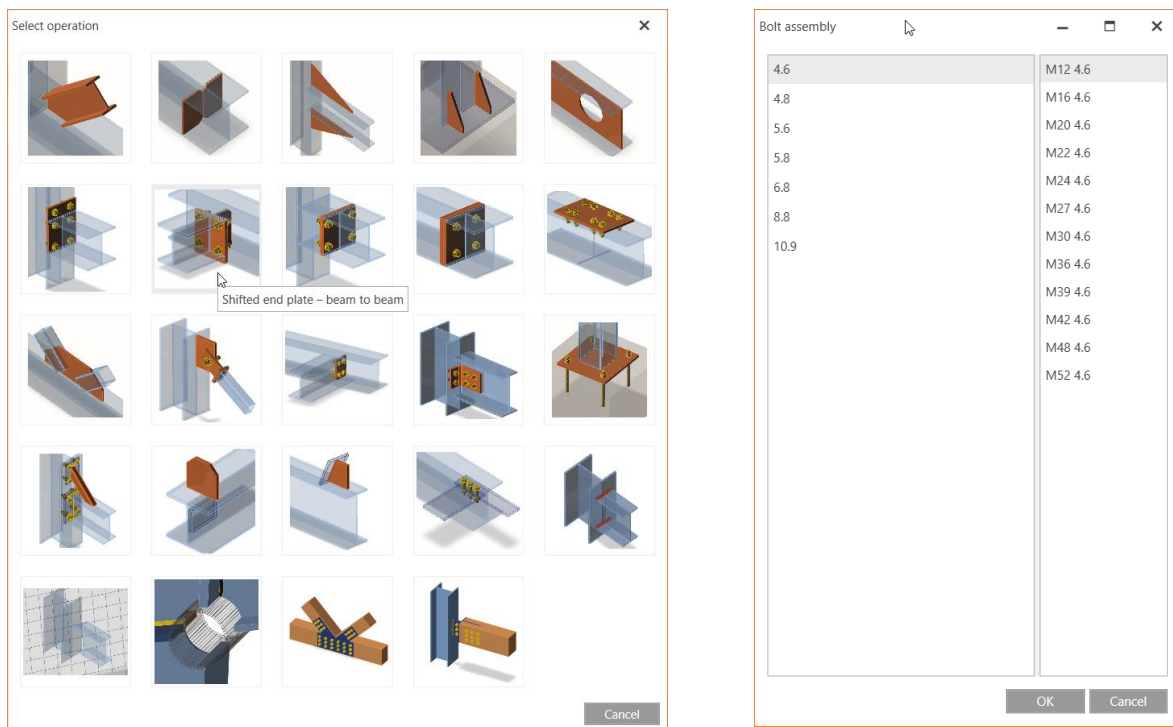 Select operation
Shifted end plate – beam to beam
Cancel
Bolt assembly
4.6
4.8
5.6
5.8
6.8
8.8
10.9
M12 4.6
M16 4.6
M20 4.6
M22 4.6
M24 4.6
M27 4.6
M30 4.6
M36 4.6
M39 4.6
M42 4.6
M48 4.6
M52 4.6
OK
Cancel